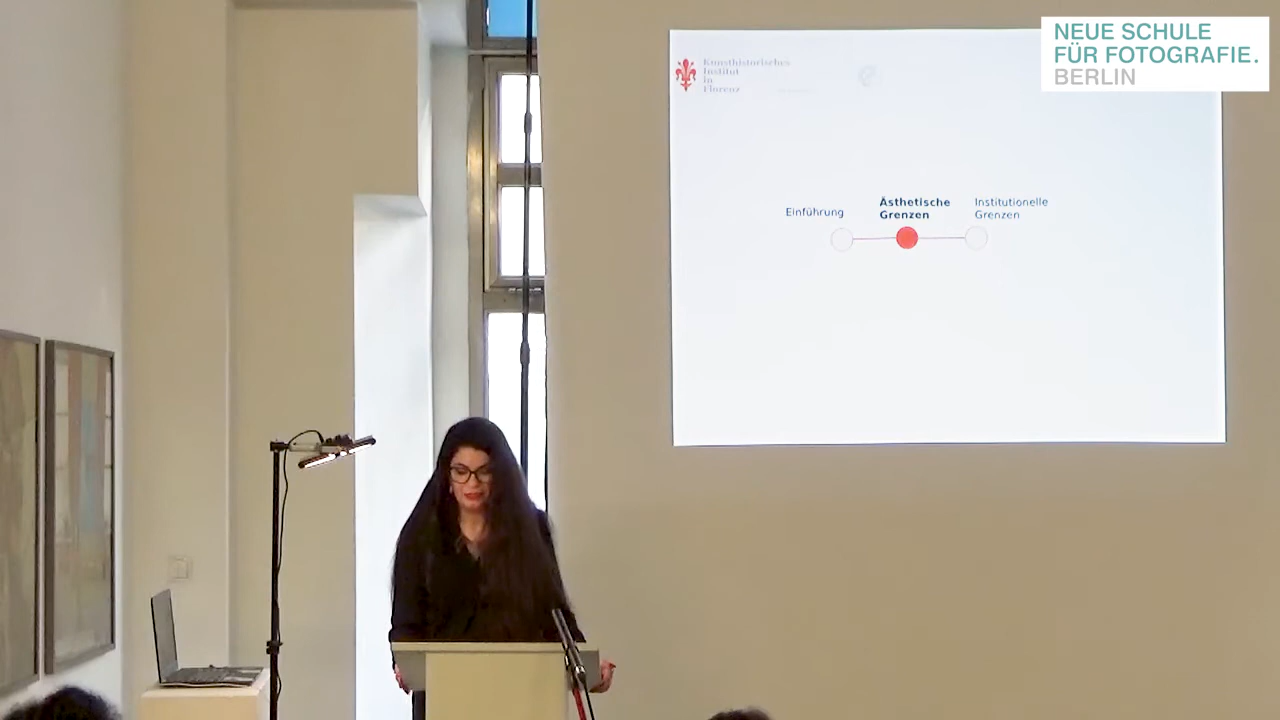 NEUE SCHULE
FÜR FOTOGRAFIE.
BERLIN
Kunsthistorisches
Institut
in
Florenz
Einführung
Ästhetische
Grenzen
Institutionelle
Grenzen